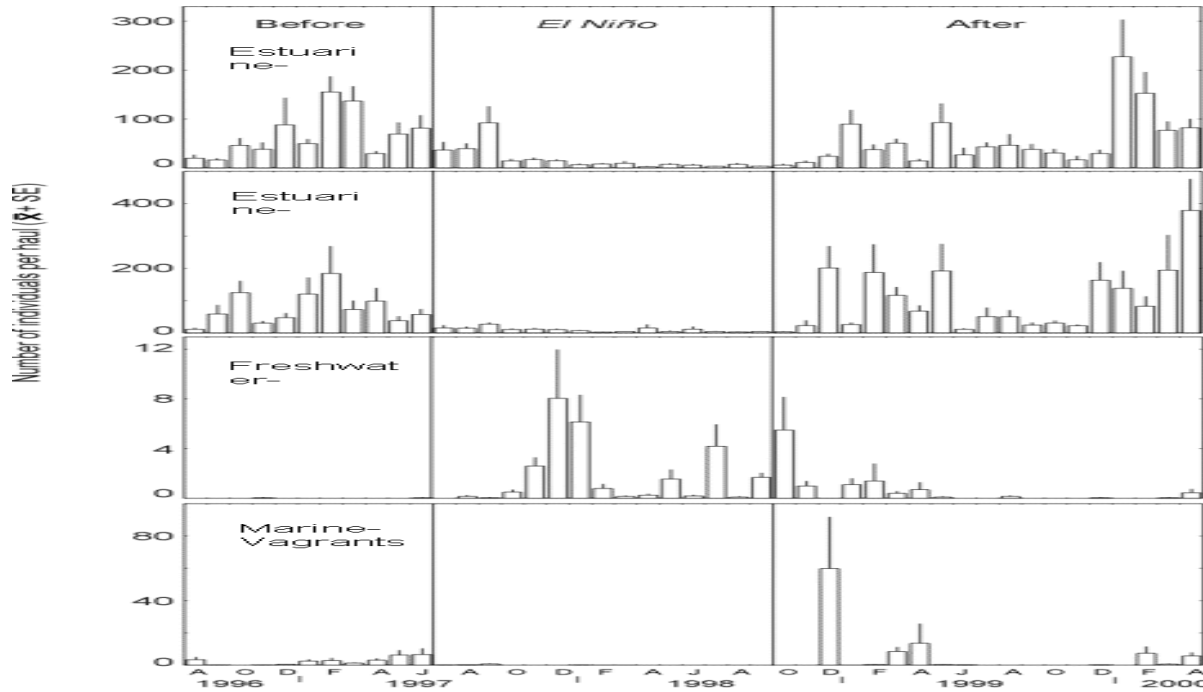 Before El Niño After
Number of individuals per haul (x̄+ SE)
300
200
100
0
Estuari
ne-
400
200
0
Estuari
ne-
12
8
4
0
Freshwat
er-
80
40
0
Marine-
Vagrants
A O D F A J A O D F A J A O D F A J A O D F A
1996 1997 1998 1999 2000